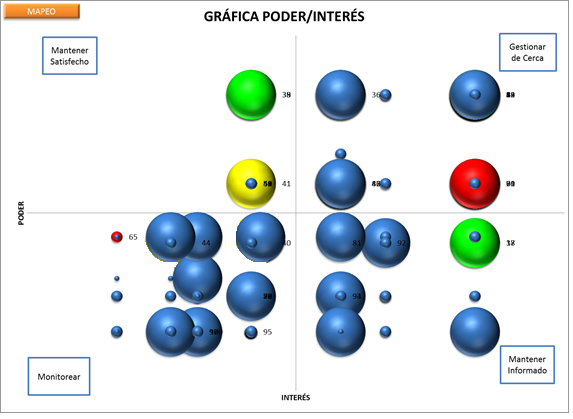 MAPEO
GRÁFICA PODER/INTERÉS
Mantener
Satisfecho
Gestionar
de Cerca
36
41
PODER
65
44
40
81
92
94
95
Monitorear
Mantener
Informado
INTERÉS